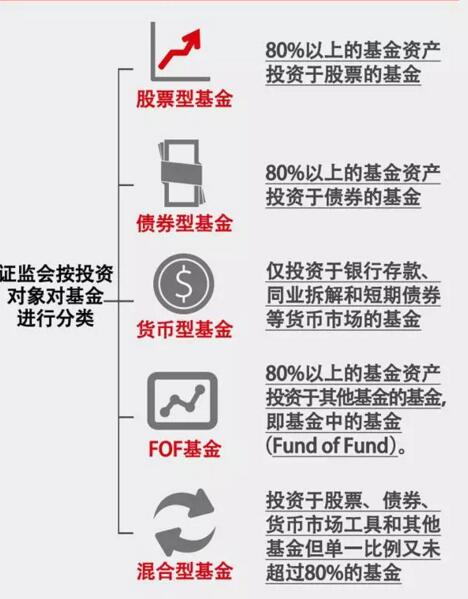 证监会按投资
对象对基金
进行分类
股票型基金
80%以上的基金资产
投资于股票的基金
债券型基金
80%以上的基金资产
投资于债券的基金
$
货币型基金
仅投资于银行存款、
同业拆解和短期债券
等货币市场的基金
FOF基金
80%以上的基金资产
投资于其他基金的基金,
即基金中的基金
(Fund of Fund)。
混合型基金
投资于股票、债券、
货币市场工具和其他
基金但单一比例又未
超过80%的基金